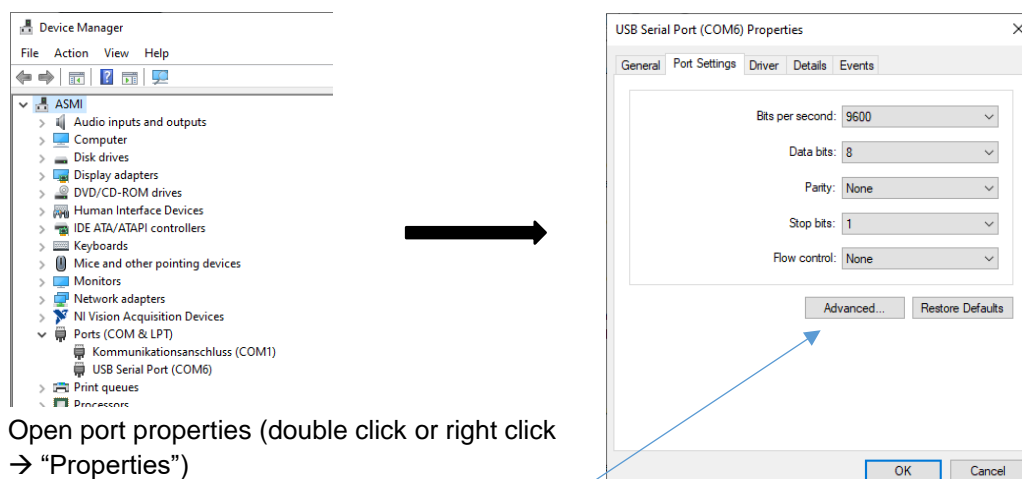 Device Manager
File Action View Help
ASMI
Audio inputs and outputs
Computer
Disk drives
Display adapters
DVD/CD-ROM drives
Human Interface Devices
IDE ATA/ATAPI controllers
Keyboards
Mice and other pointing devices
Monitors
Network adapters
NI Vision Acquisition Devices
Ports (COM & LPT)
Kommunikationsanschluss (COM1)
USB Serial Port (COM6)
Print queues
Processors
Open port properties (double click or right click
→ “Properties”)
USB Serial Port (COM6) Properties
General Port Settings Driver Details Events
Bits per second: 9600
Data bits: 8
Parity: None
Stop bits: 1
Flow control: None
Advanced... Restore Defaults
OK Cancel